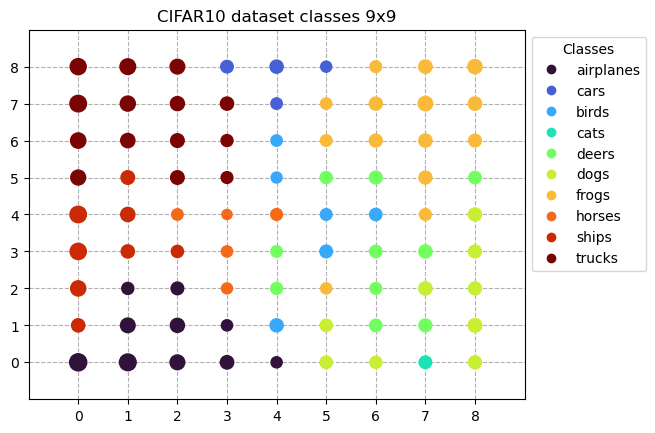 CIFAR10 dataset classes 9x9
8
7
6
5
4
3
2
1
0
0 1 2 3 4 5 6 7 8
Classes
airplanes
cars
birds
cats
deers
dogs
frogs
horses
ships
trucks